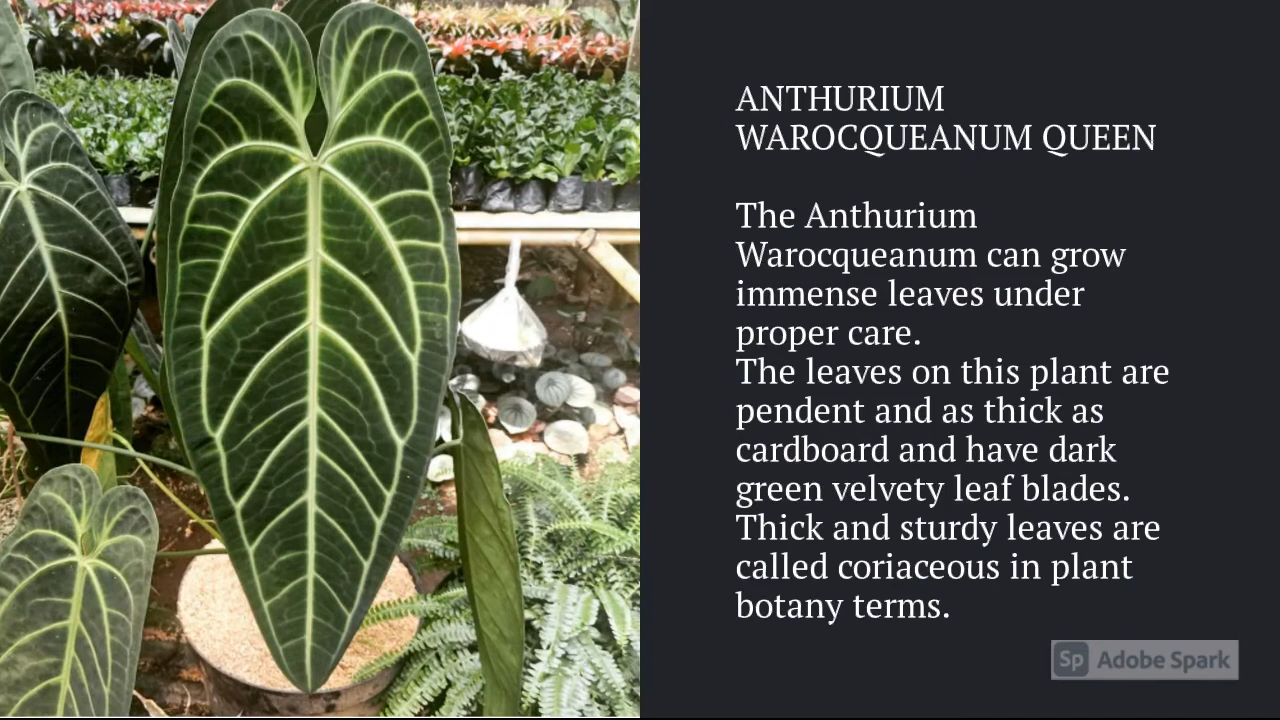 ANTHURIUM
WAROCQUEANUM QUEEN
The Anthurium
Warocqueanum can grow
immense leaves under
proper care.
The leaves on this plant are
pendent and as thick as
cardboard and have dark
green velvety leaf blades.
Thick and sturdy leaves are
called coriaceous in plant
botany terms.
Sp Adobe Spark